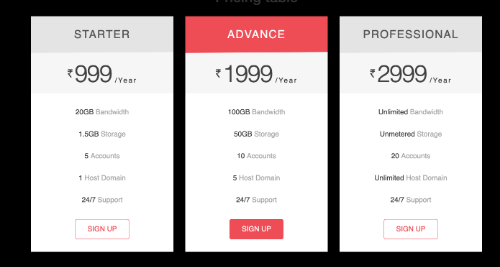 Pricing table
STARTER
₹999 /Year
20GB Bandwidth
1.5GB Storage
5 Accounts
1 Host Domain
24/7 Support
SIGN UP
ADVANCE
₹1999 /Year
100GB Bandwidth
50GB Storage
10 Accounts
5 Host Domain
24/7 Support
SIGN UP
PROFESSIONAL
₹2999 /Year
Unlimited Bandwidth
Unmetered Storage
20 Accounts
Unlimited Host Domain
24/7 Support
SIGN UP